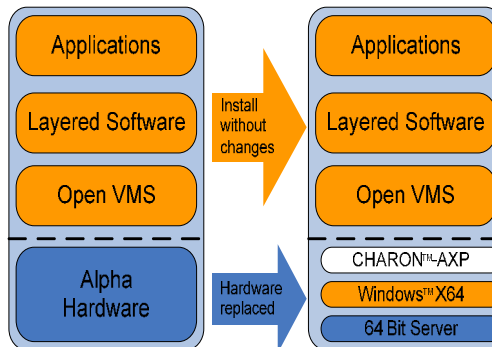 Applications
Layered Software
Open VMS
Alpha
Hardware
Install
without
changes
Hardware
replaced
Applications
Layered Software
Open VMS
CHARON™-AXP
Windows™ X64
64 Bit Server